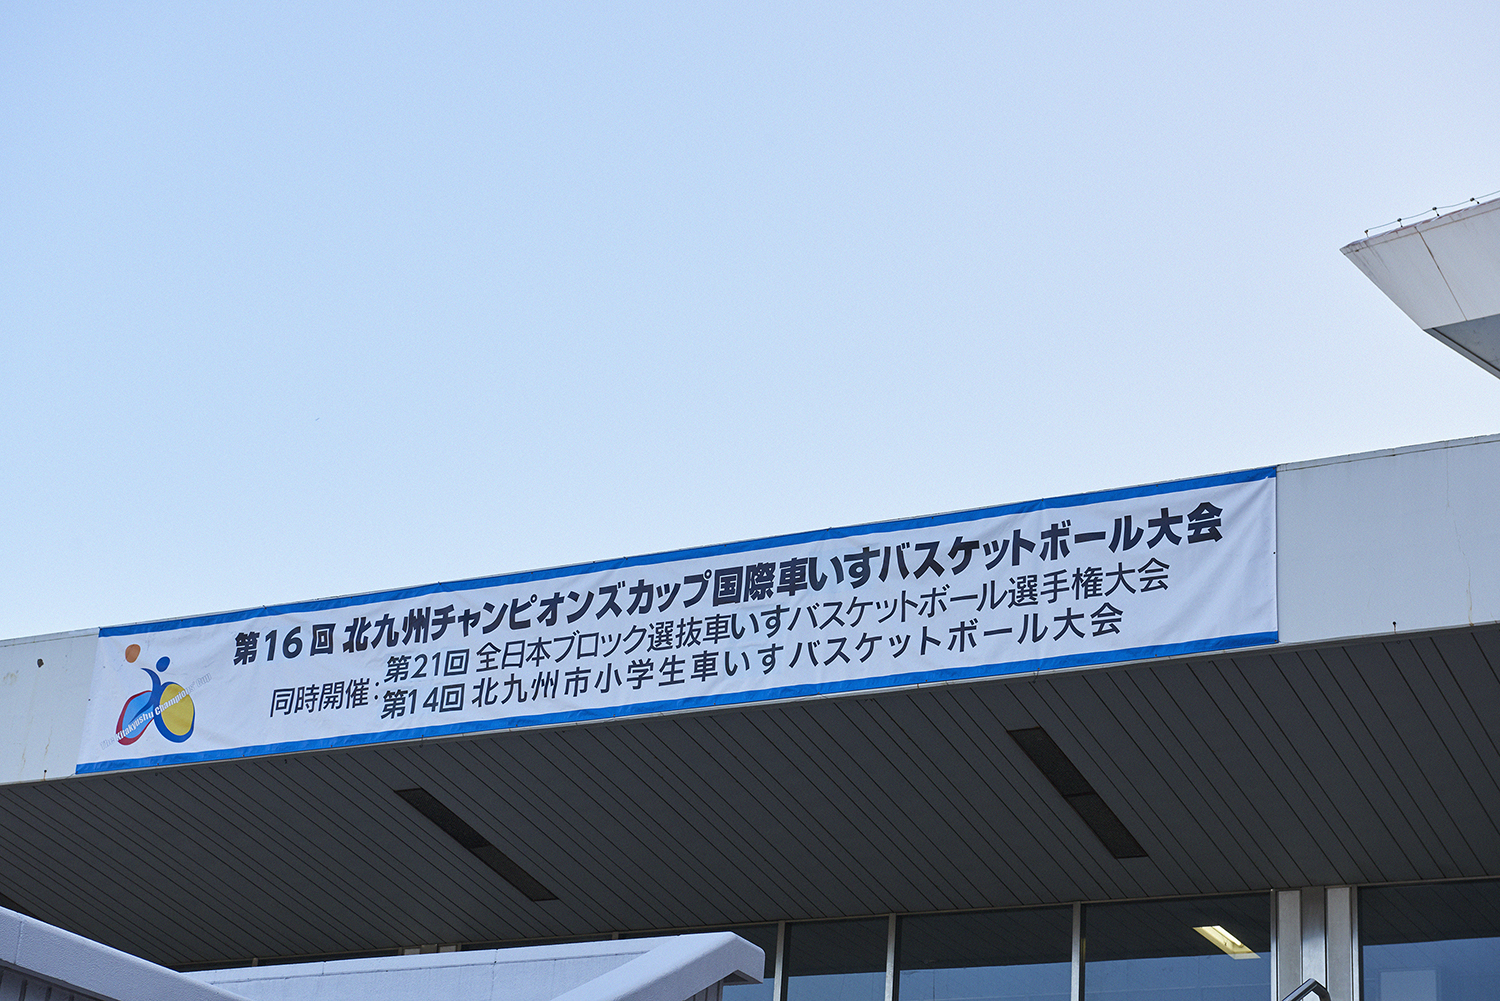 第16回 北九州チャンピオンズカップ国際車いすバスケットボール大会
同時開催：
第21回 全日本ブロック選抜車いすバスケットボール選手権大会
第14回 北九州市小学生車いすバスケットボール大会
Kitakyushu Champions